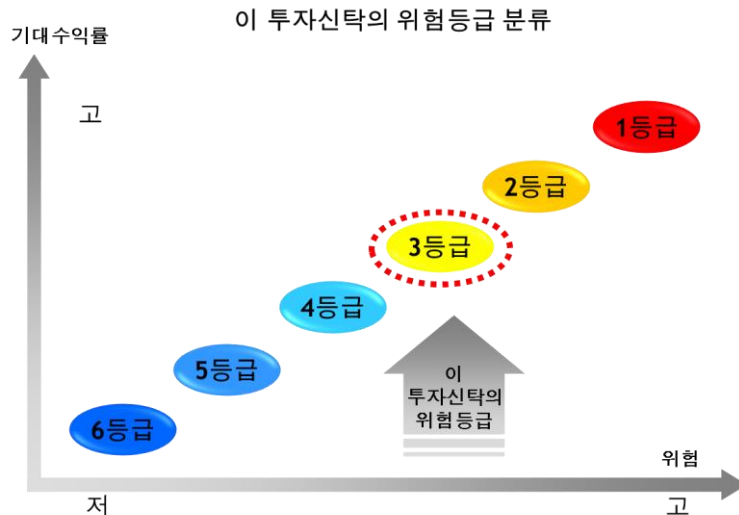 이 투자신탁의 위험등급 분류
기대수익률
고
1등급
2등급
3등급
4등급
5등급
6등급
이
투자신탁의
위험등급
위험
저
고